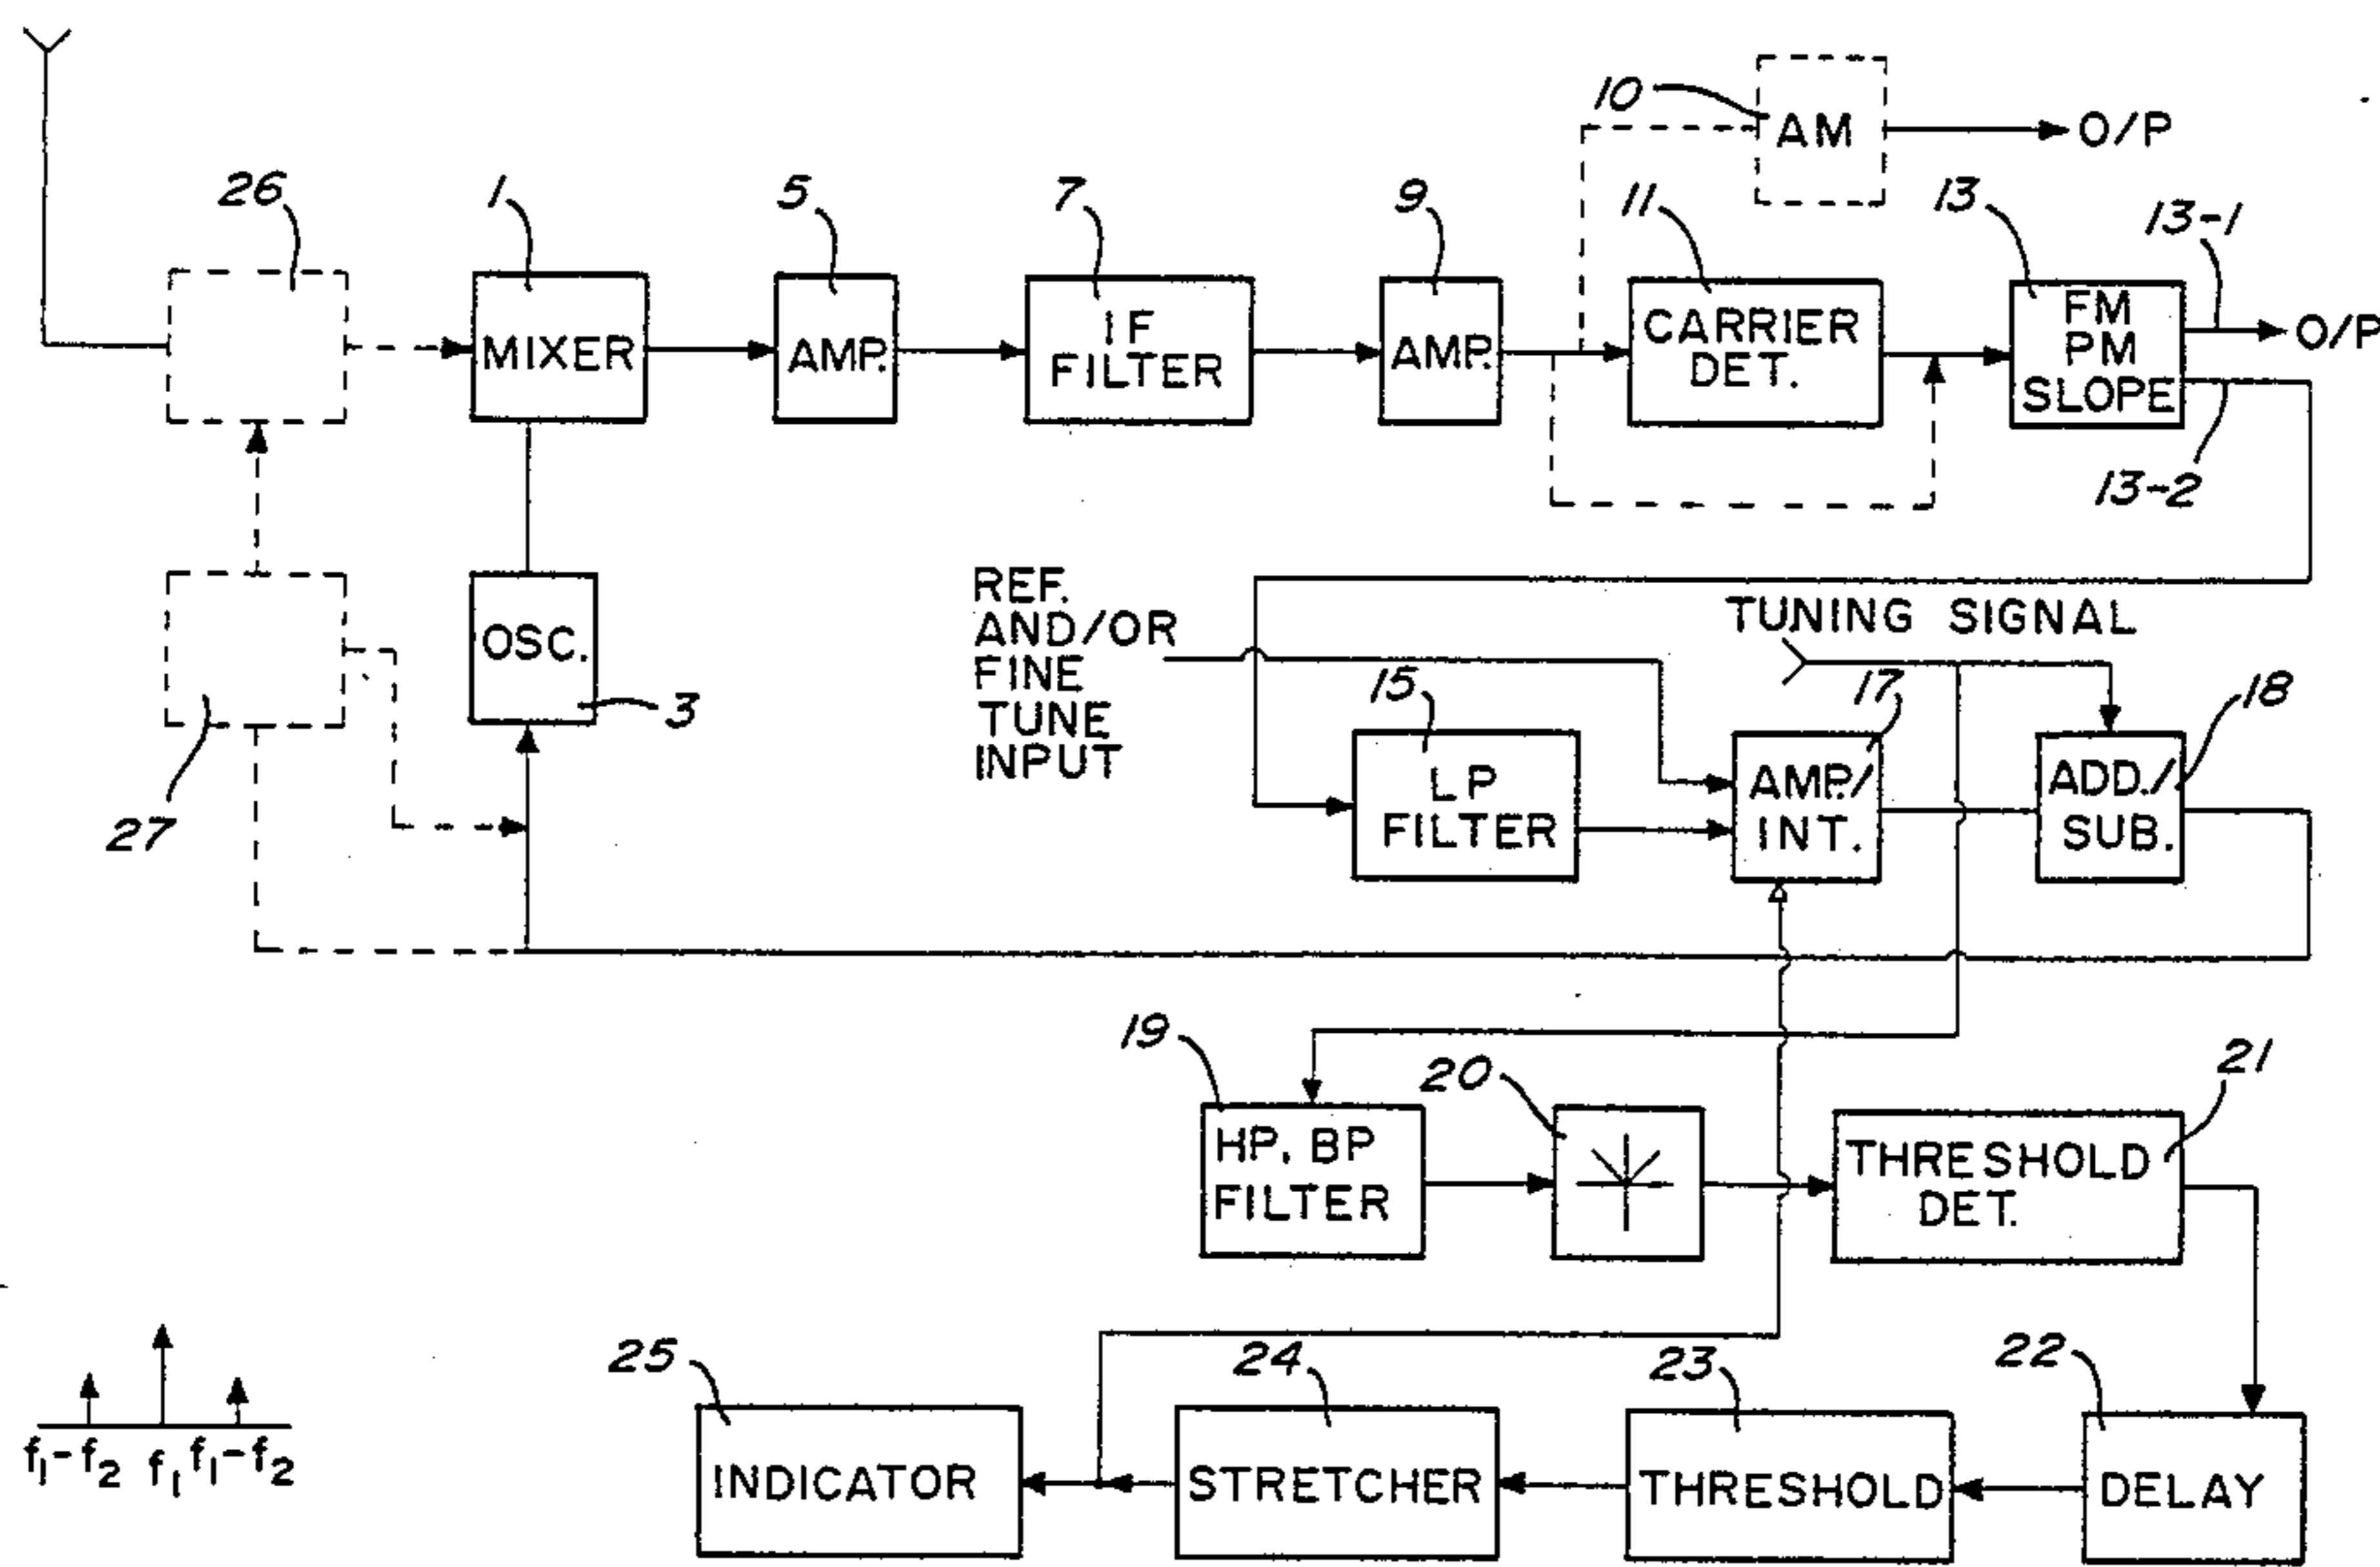 10
AM
O/P
26
1
5
7
9
11
13
13-1
MIXER
AMP.
IF
FILTER
AMP.
CARRIER
DET.
FM
PM
SLOPE
O/P
13-2
OSC.
3
27
REF.
AND/OR
FINE
TUNE
INPUT
TUNING SIGNAL
15
17
18
LP
FILTER
AMP./
INT.
ADD./
SUB.
19
20
21
HP, BP
FILTER
THRESHOLD
DET.
25
24
23
22
INDICATOR
STRETCHER
THRESHOLD
DELAY
f1-f2 f1 f1-f2